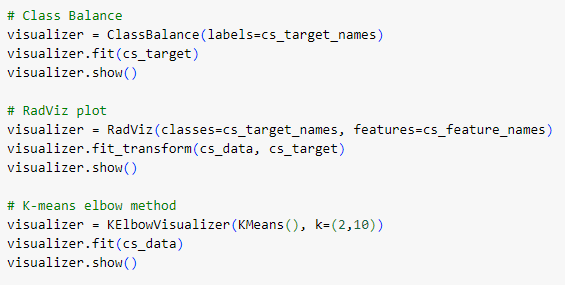 # Class Balance
visualizer = ClassBalance(labels=cs_target_names)
visualizer.fit(cs_target)
visualizer.show()
# RadViz plot
visualizer = RadViz(classes=cs_target_names, features=cs_feature_names)
visualizer.fit_transform(cs_data, cs_target)
visualizer.show()
# K-means elbow method
visualizer = KElbowVisualizer(KMeans(), k=(2,10))
visualizer.fit(cs_data)
visualizer.show()